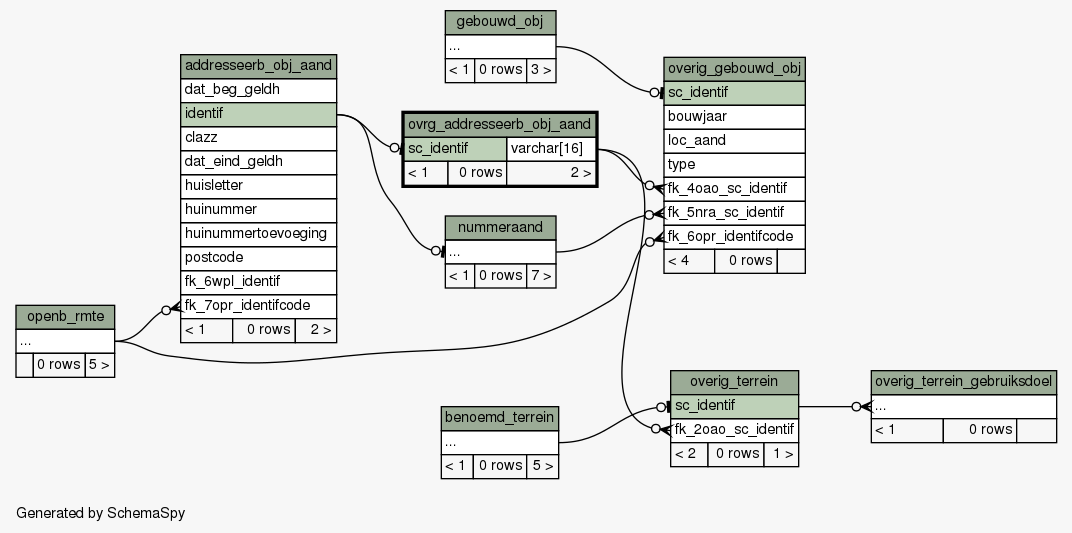 gebouwd_obj
...
< 1 0 rows 3 >
addresseerb_obj_aand
dat_beg_geldh
identif
clazz
dat_eind_geldh
huisletter
huinummer
huinummertoevoeging
postcode
fk_6wpl_identif
fk_7opr_identifcode
< 1 0 rows 2 >
overig_gebouwd_obj
sc_identif
bouwjaar
loc_aand
type
fk_4oao_sc_identif
fk_5nra_sc_identif
fk_6opr_identifcode
< 4 0 rows
ovrg_addresseerb_obj_aand
sc_identif varchar[16]
< 1 0 rows 2 >
nummeraand
...
< 1 0 rows 7 >
openb_rmte
...
0 rows 5 >
overig_terrein
sc_identif
fk_2oao_sc_identif
< 2 0 rows 1 >
overig_terrein_gebruiksdoel
...
< 1 0 rows
benoemd_terrein
...
< 1 0 rows 5 >
Generated by SchemaSpy